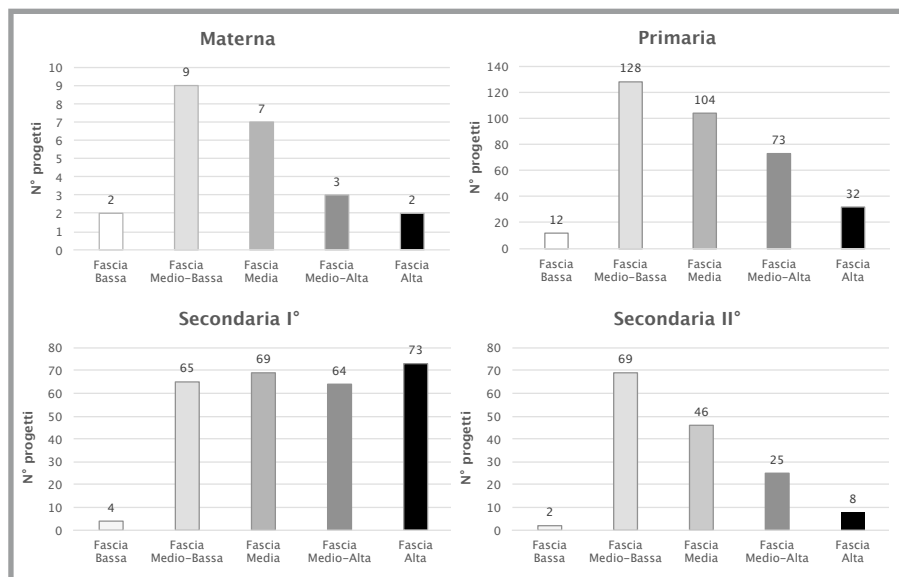 Materna
N° progetti
10
9
8
7
6
5
4
3
2
1
0
2
9
7
3
2
Fascia
Bassa
Fascia
Medio-Bassa
Fascia
Media
Fascia
Medio-Alta
Fascia
Alta
Primaria
N° progetti
140
120
100
80
60
40
20
0
12
128
104
73
32
Fascia
Bassa
Fascia
Medio-Bassa
Fascia
Media
Fascia
Medio-Alta
Fascia
Alta
Secondaria I°
N° progetti
80
70
60
50
40
30
20
10
0
4
65
69
64
73
Fascia
Bassa
Fascia
Medio-Bassa
Fascia
Media
Fascia
Medio-Alta
Fascia
Alta
Secondaria II°
N° progetti
80
70
60
50
40
30
20
10
0
2
69
46
25
8
Fascia
Bassa
Fascia
Medio-Bassa
Fascia
Media
Fascia
Medio-Alta
Fascia
Alta